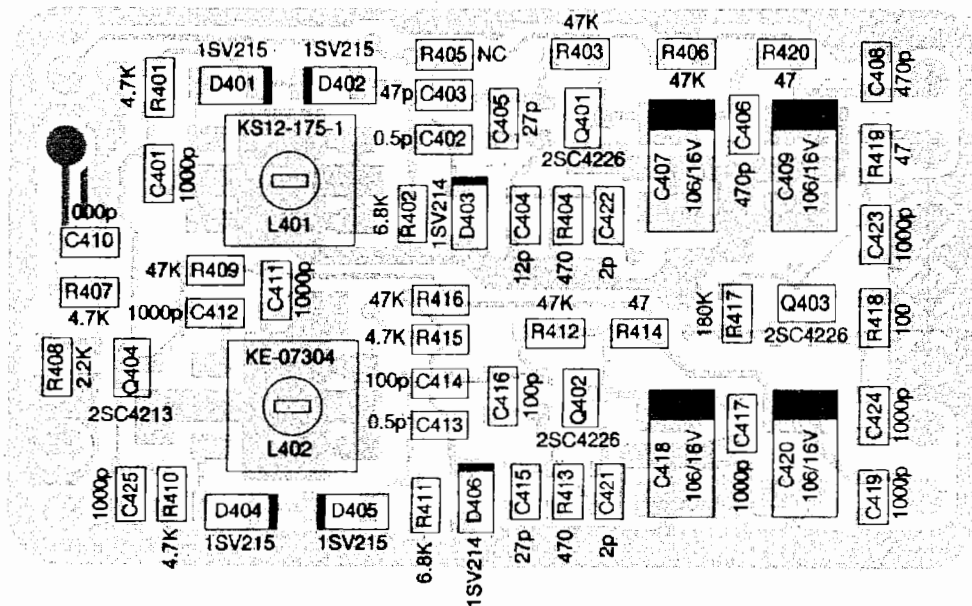 47K
1SV215 1SV215
R405 NC R403 R406 R420
4.7K R401 D401 D402 47K 47 C408 470p
47p C403 C405 27p Q401 C406
KS12-175-1
0.5p C402 2SC4226 R419 47
C401 1000p C407 106/16V 470p C409 106/16V
6.8K R402 1SV214 D403 C404 R404 C422
L401
000p
C410 C423 1000p
12p 470 2p
47K R409 C411 1000p
R407 47K R416 47K 47 180K R417 Q403 R418 100
4.7K 1000p C412
4.7K R415 R412 R414 2SC4226
KE-07304
R408 2.2K Q404 100p C414 C416 100p Q402
2SC4213 0.5p C413 C417 C424 1000p
2SC4226
L402 C418 106/16V 1000p C420 106/16V
1000p C425 R410 R411 D406 C415 R413 C421 C419 1000p
D404 D405
4.7K 1SV215 1SV215 6.8K 1SV214 27p 470 2p